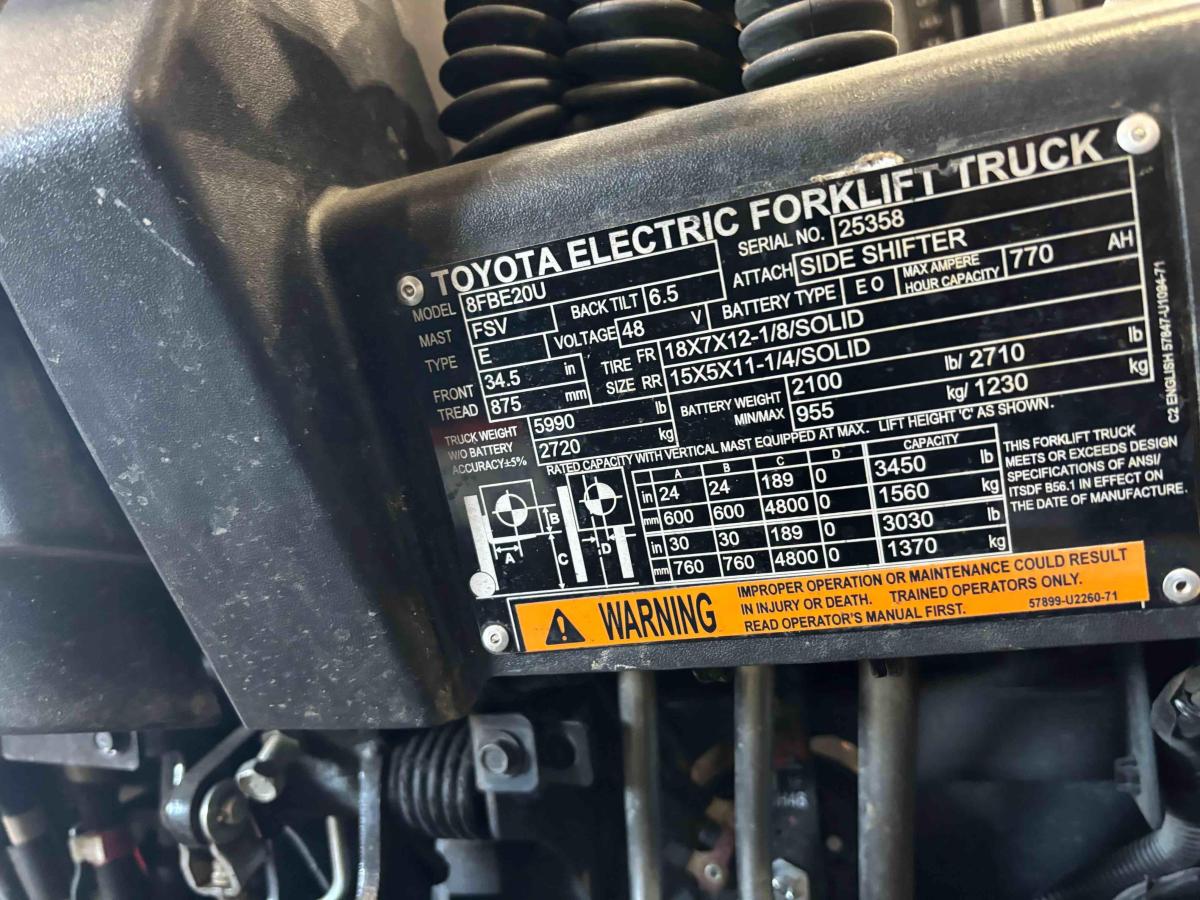 TOYOTA ELECTRIC FORKLIFT TRUCK
MODEL 8FBE20U SERIAL NO. 25358
MAST FSV BACK TILT 6.5 ATTACH SIDE SHIFTER
TYPE E VOLTAGE 48 V BATTERY TYPE E O MAX AMPERE HOUR CAPACITY 770 AH
FRONT TREAD 34.5 in TIRE SIZE FR 18X7X12-1/8/SOLID
875 mm RR 15X5X11-1/4/SOLID
TRUCK WEIGHT W/O BATTERY ACCURACY±5% 5990 lb BATTERY WEIGHT MIN/MAX 2100 lb/ 2710 lb
2720 kg 955 kg/ 1230 kg
RATED CAPACITY WITH VERTICAL MAST EQUIPPED AT MAX. LIFT HEIGHT 'C' AS SHOWN.
A B C D CAPACITY
in 24 24 189 0 3450 lb
mm 600 600 4800 0 1560 kg
in 30 30 189 0 3030 lb
mm 760 760 4800 0 1370 kg
A B C D
THIS FORKLIFT TRUCK
MEETS OR EXCEEDS DESIGN
SPECIFICATIONS OF ANSI/
ITSDF B56.1 IN EFFECT ON
THE DATE OF MANUFACTURE.
WARNING
IMPROPER OPERATION OR MAINTENANCE COULD RESULT
IN INJURY OR DEATH. TRAINED OPERATORS ONLY.
READ OPERATOR'S MANUAL FIRST. 57899-U2260-71
C2 ENGLISH 57847-U1094-71